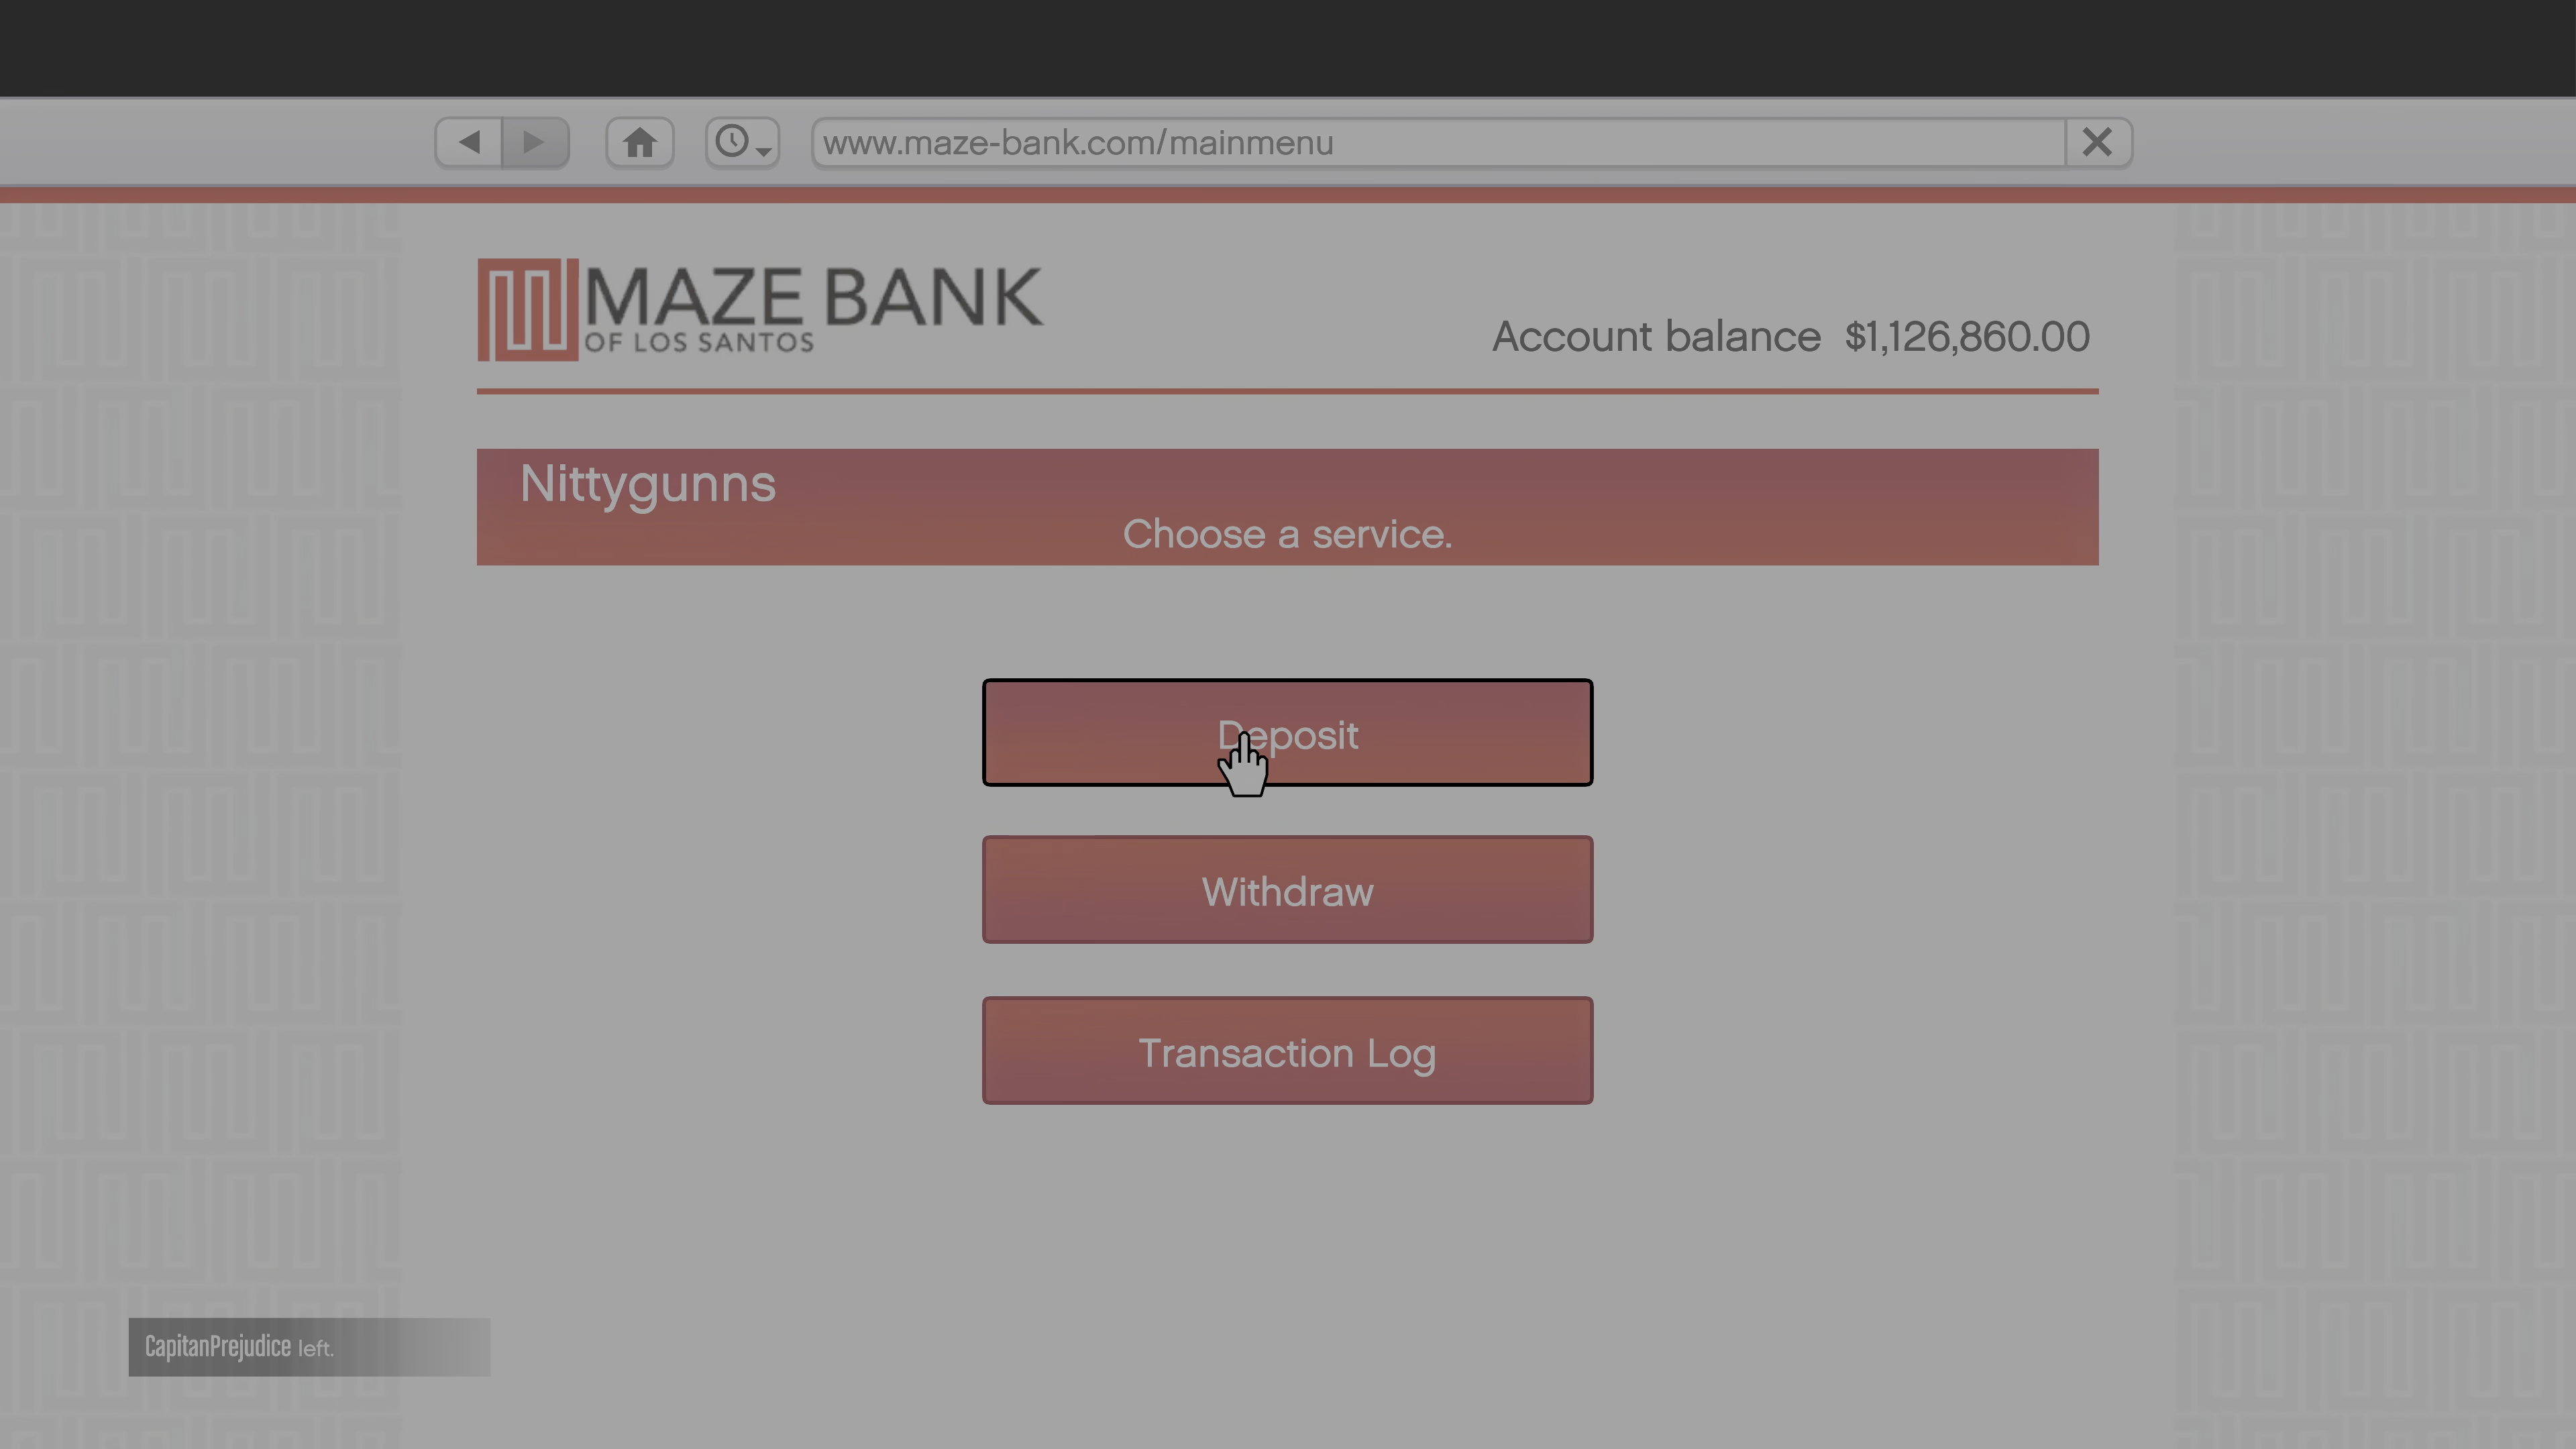 www.maze-bank.com/mainmenu
MAZE BANK
OF LOS SANTOS
Account balance $1,126,860.00
Nittygunns
Choose a service.
Deposit
Withdraw
Transaction Log
CapitanPrejudice left.